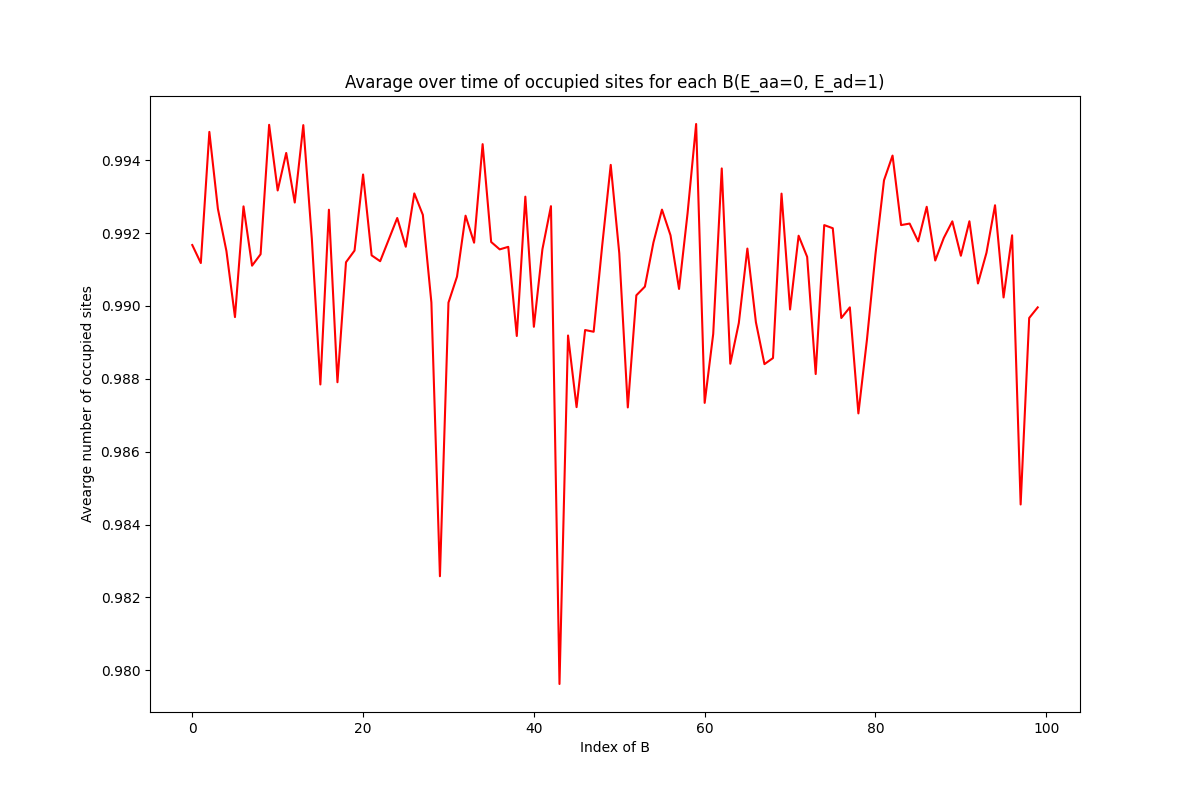 Avarage over time of occupied sites for each B(E_aa=0, E_ad=1)
0.994
0.992
0.990
0.988
0.986
0.984
0.982
0.980
Avearge number of occupied sites
0 20 40 60 80 100
Index of B